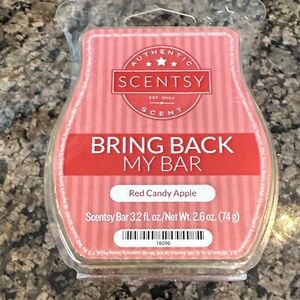 AUTHENTIC
SCENTSY
EST. 2004
SCENT
BRING BACK
MY BAR
Red Candy Apple
Scentsy Bar 3.2 fl. oz./Net Wt. 2.6 oz. (74 g)
16096